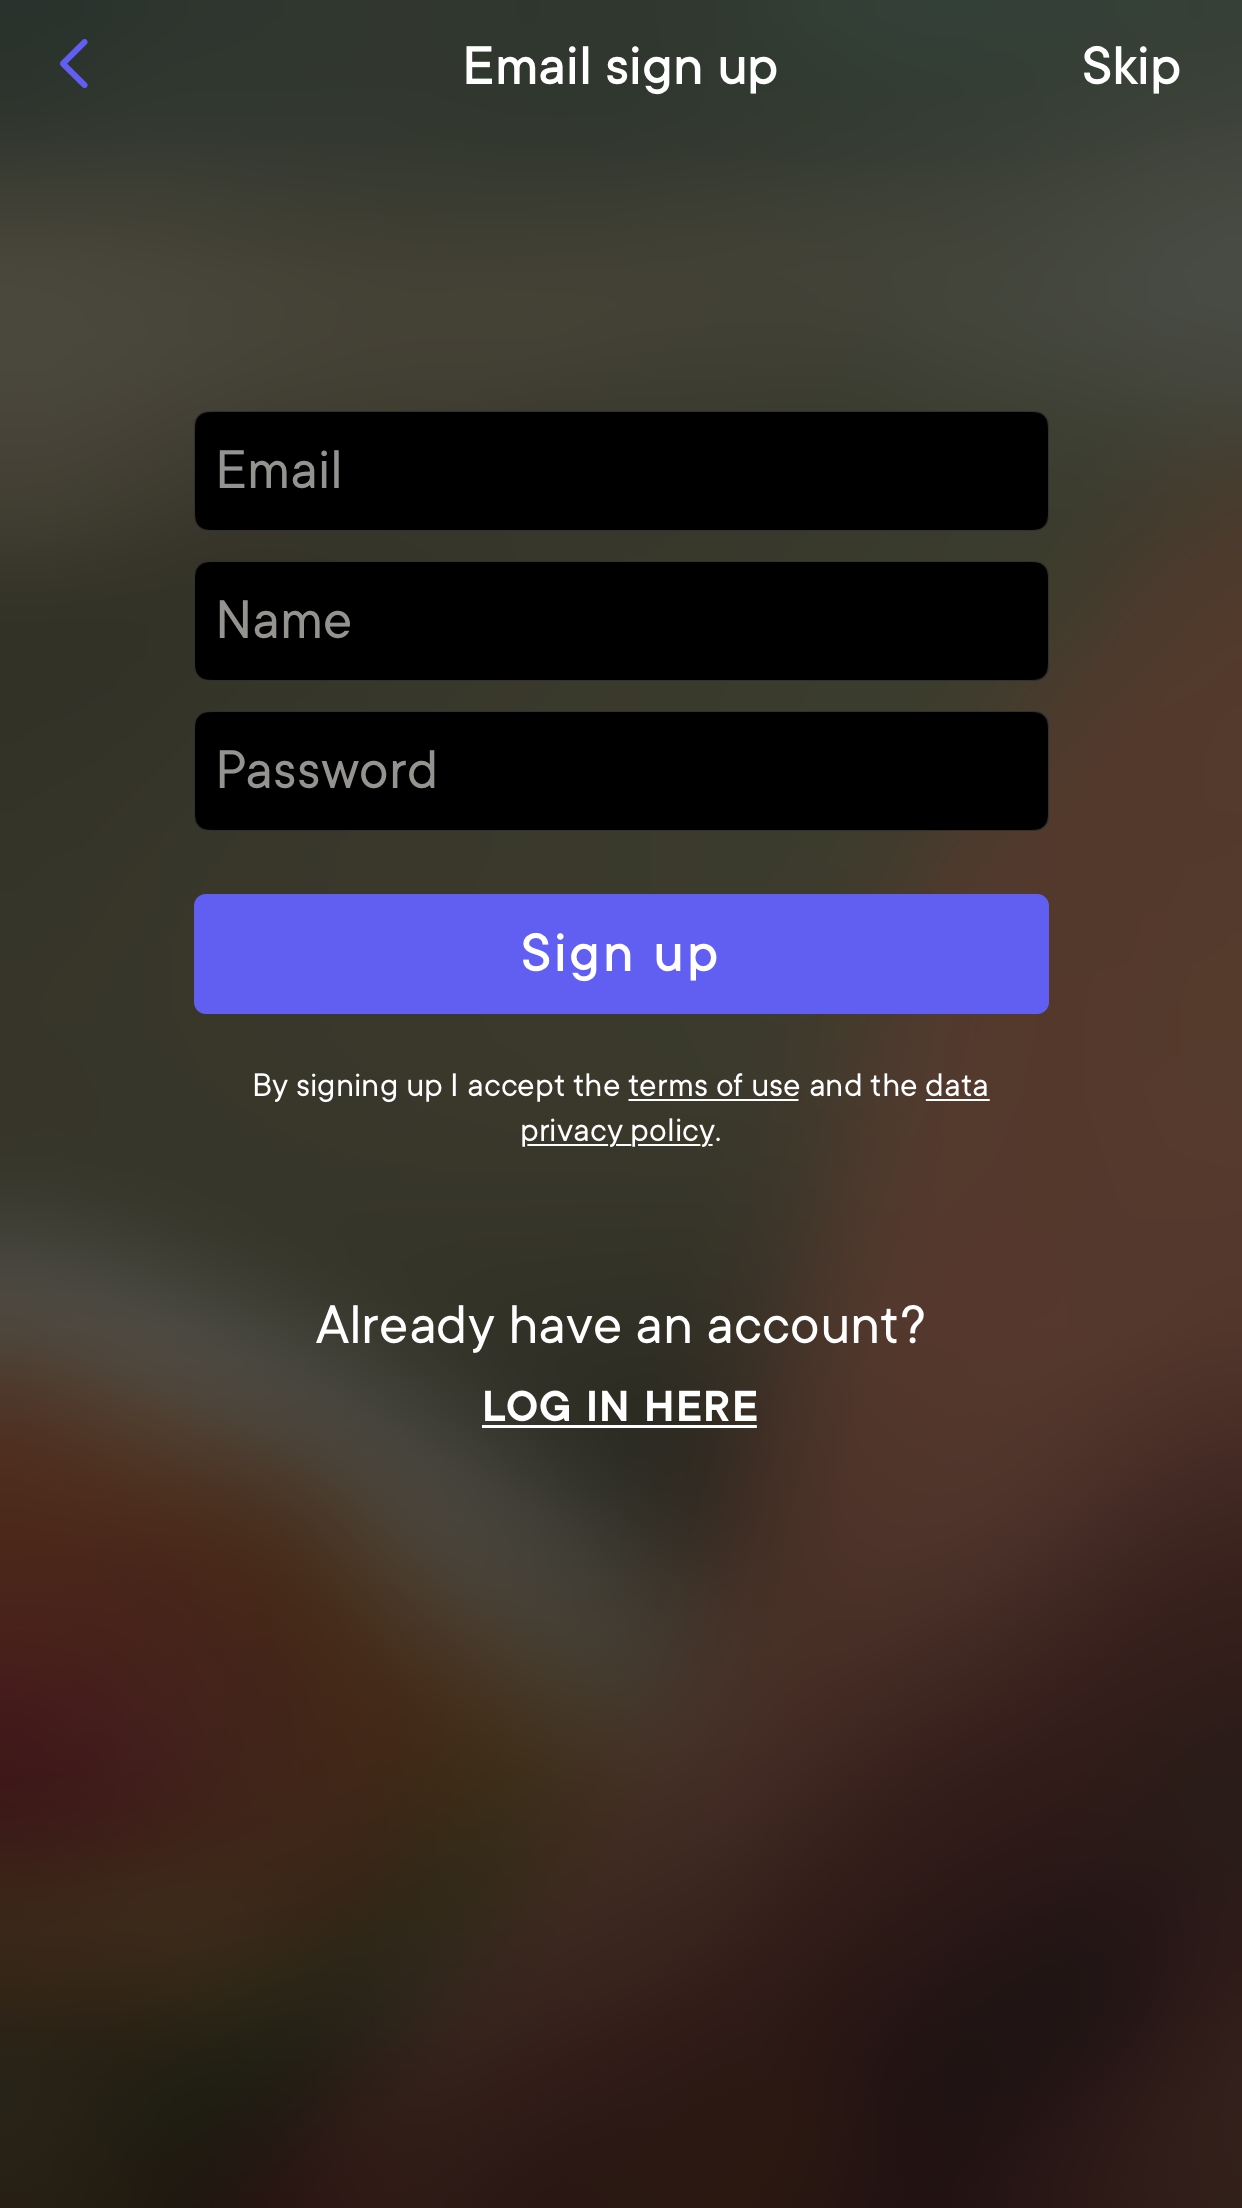 Email sign up
Skip
Email
Name
Password
Sign up
By signing up I accept the terms of use and the data
privacy policy.
Already have an account?
LOG IN HERE